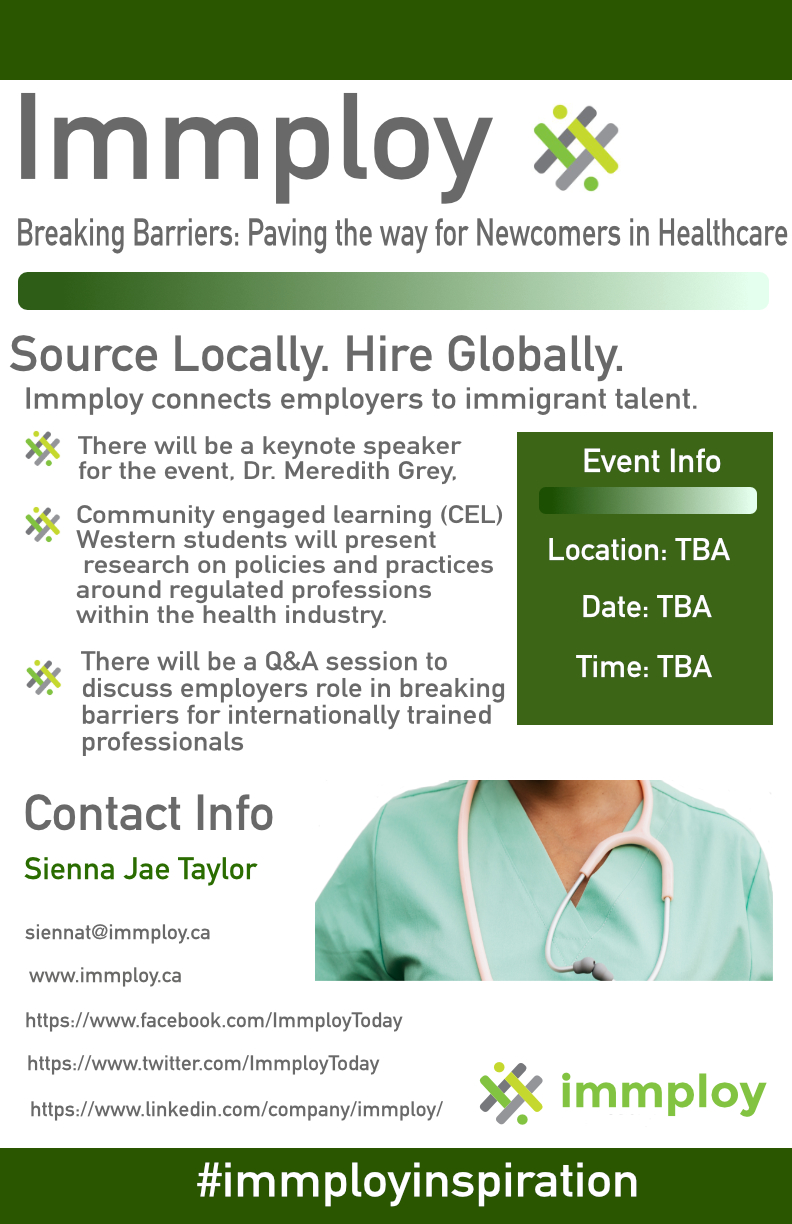 Immploy
Breaking Barriers: Paving the way for Newcomers in Healthcare
Source Locally. Hire Globally.
Immploy connects employers to immigrant talent.
There will be a keynote speaker
for the event, Dr. Meredith Grey,
Community engaged learning (CEL)
Western students will present
research on policies and practices
around regulated professions
within the health industry.
There will be a Q&A session to
discuss employers role in breaking
barriers for internationally trained
professionals
Event Info
Location: TBA
Date: TBA
Time: TBA
Contact Info
Sienna Jae Taylor
siennat@immploy.ca
www.immploy.ca
https://www.facebook.com/ImmployToday
https://www.twitter.com/ImmployToday
https://www.linkedin.com/company/immploy/
immploy
#immployinspiration